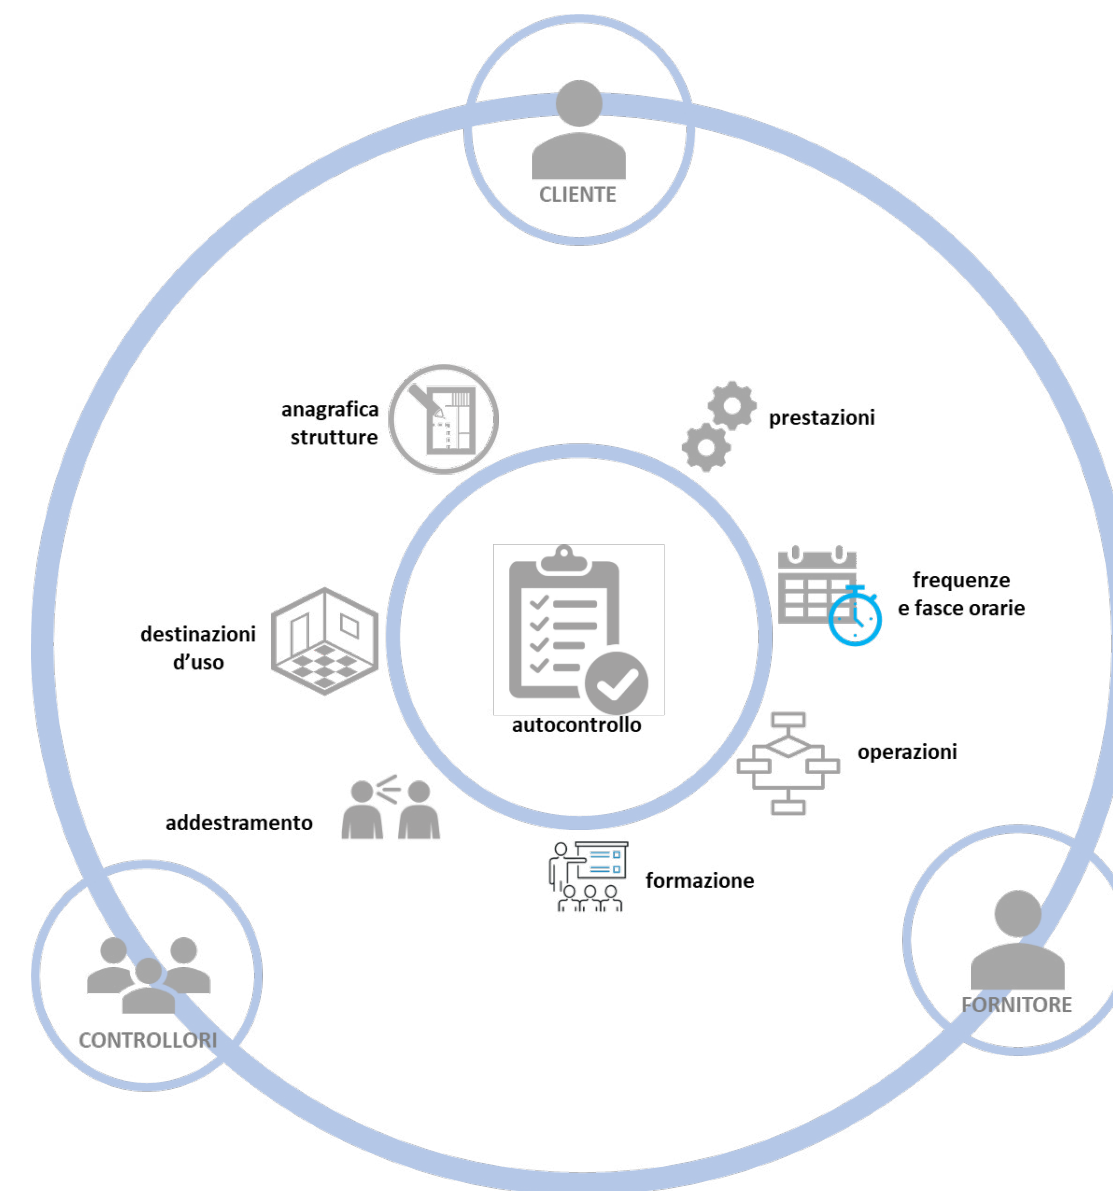 CLIENTE
anagrafica
strutture
prestazioni
frequenze
e fasce orarie
destinazioni
d'uso
autocontrollo
operazioni
addestramento
formazione
FORNITORE
CONTROLLORI